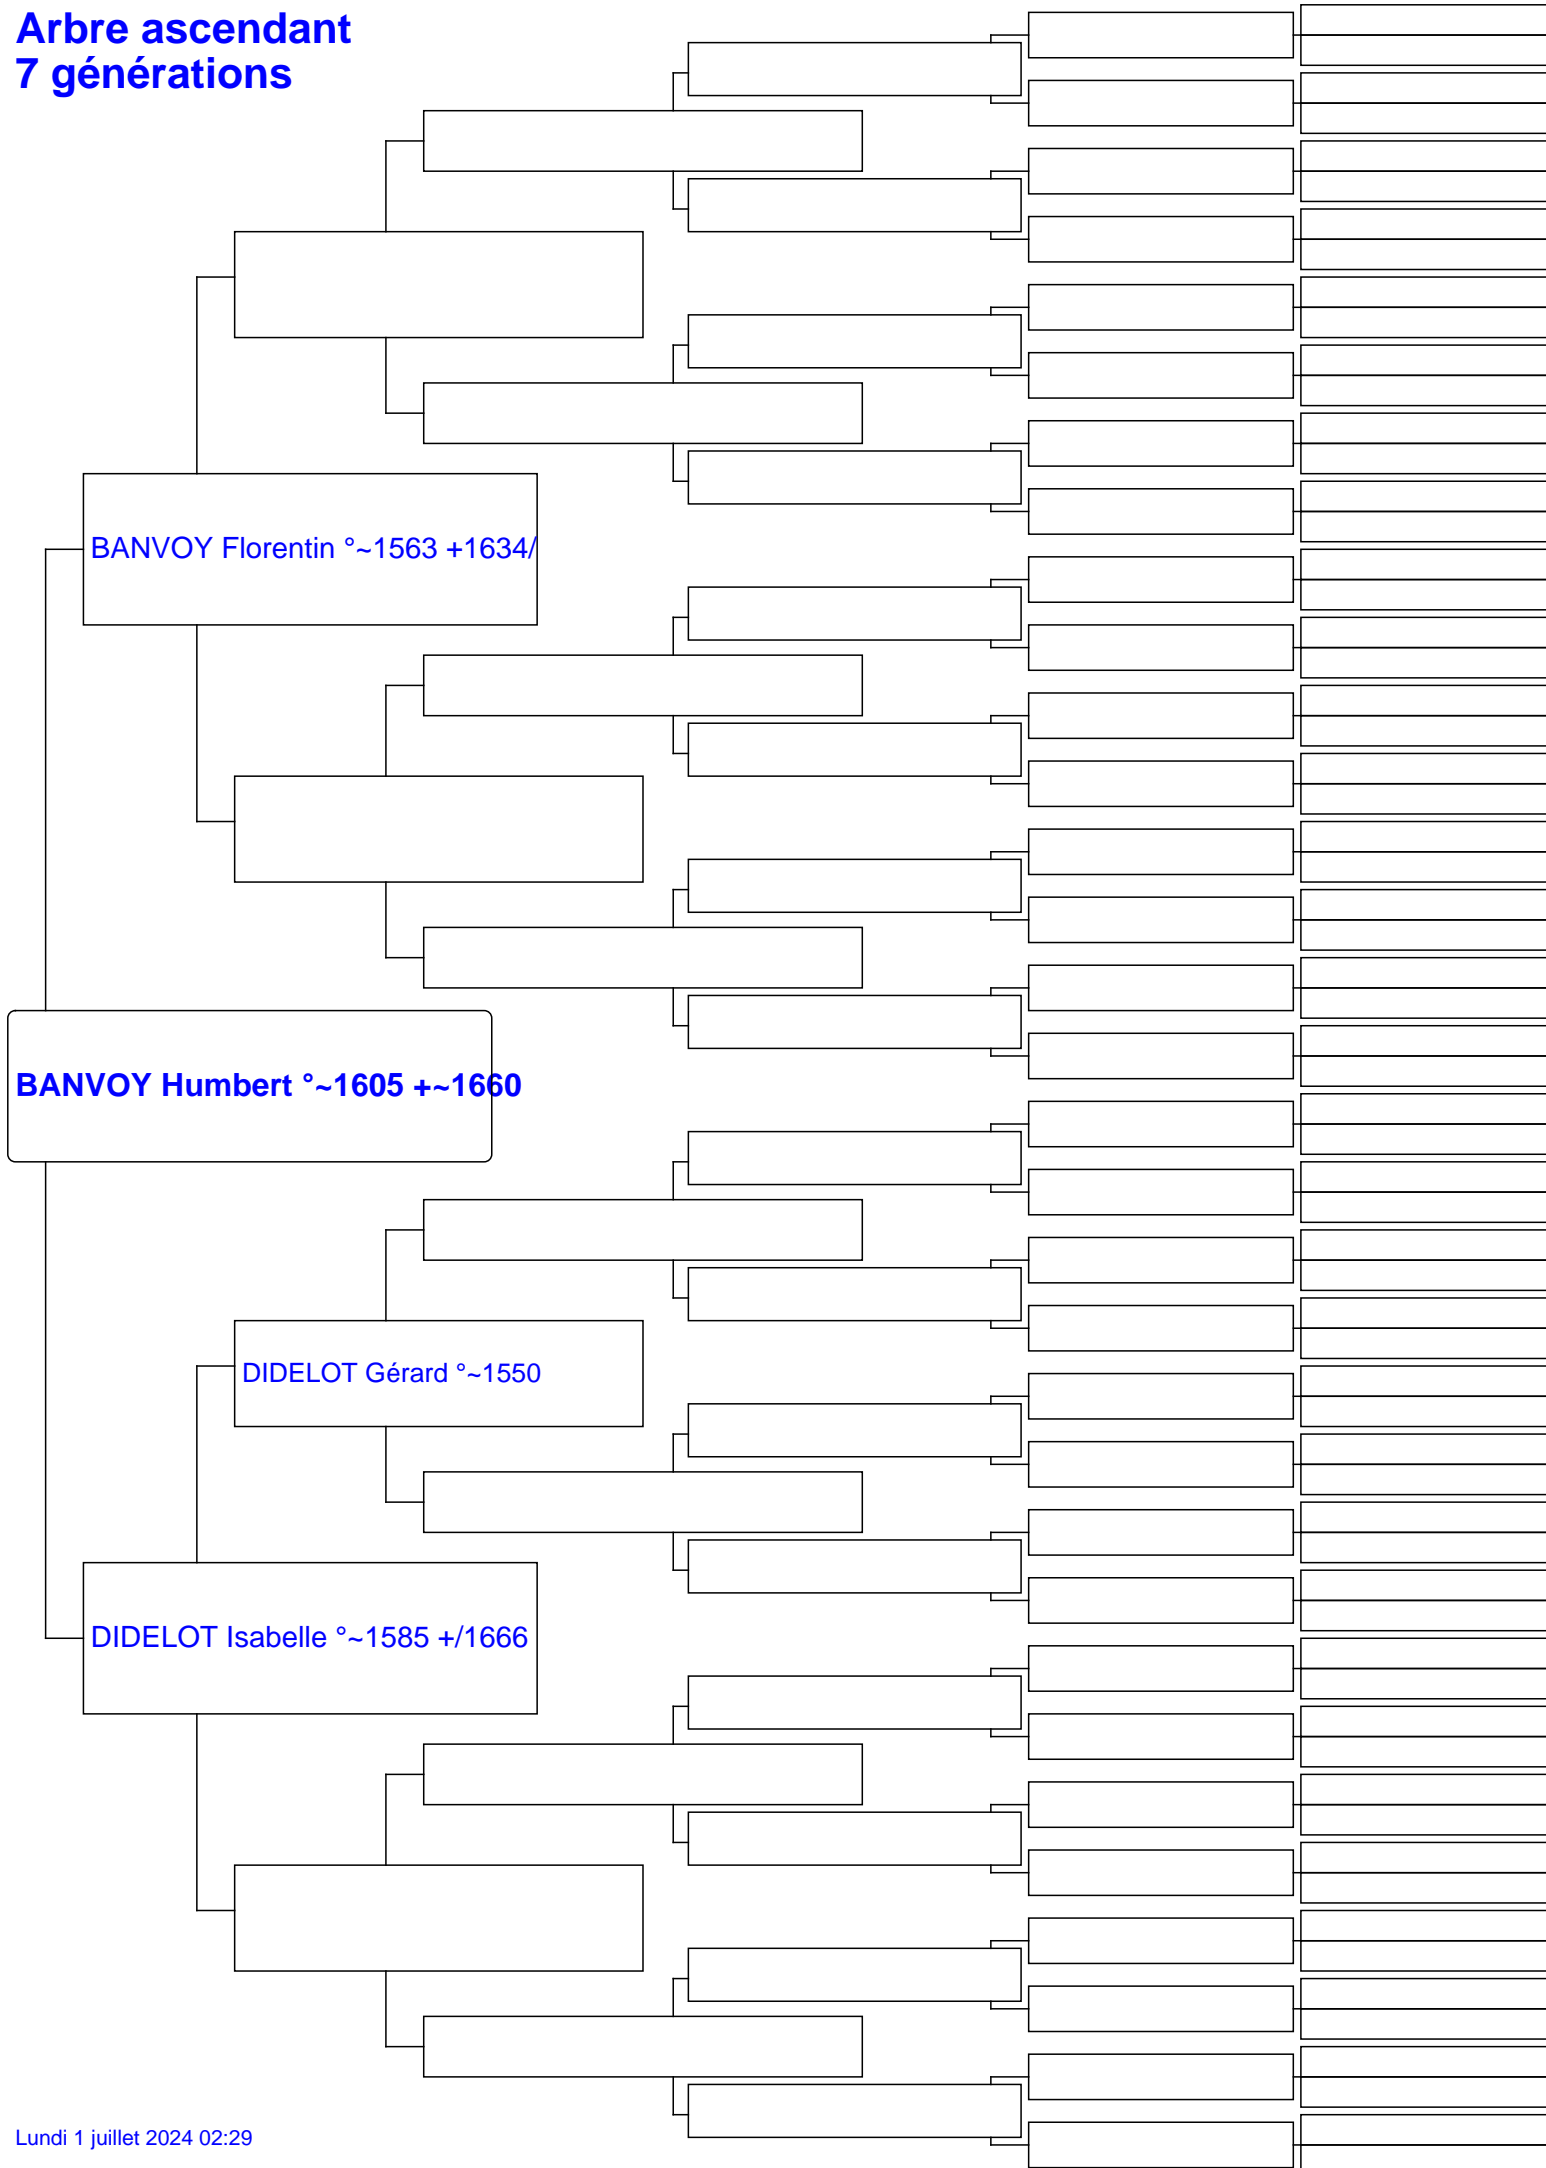 Arbre ascendant
7 générations
BANVOY Florentin °~1563 +1634/
BANVOY Humbert °~1605 +~1660
DIDELOT Gérard °~1550
DIDELOT Isabelle °~1585 +/1666
Lundi 1 juillet 2024 02:29